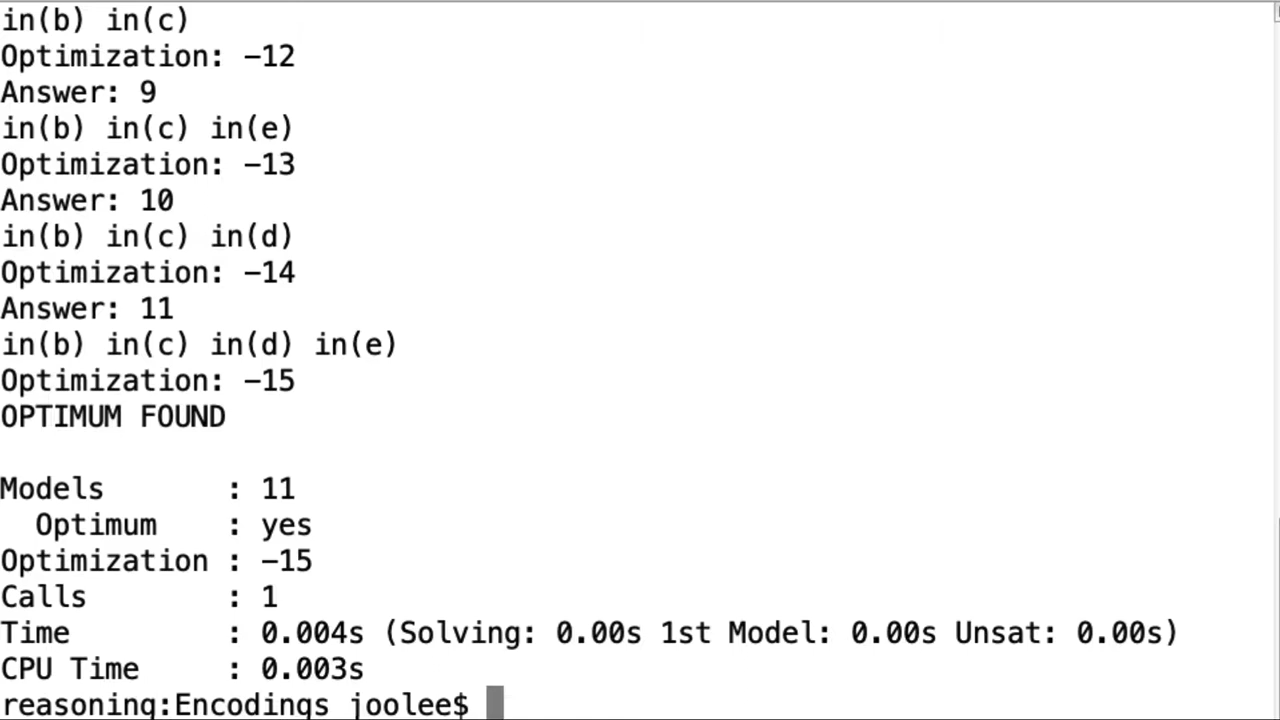 in(b) in(c)
Optimization: -12
Answer: 9
in(b) in(c) in(e)
Optimization: -13
Answer: 10
in(b) in(c) in(d)
Optimization: -14
Answer: 11
in(b) in(c) in(d) in(e)
Optimization: -15
OPTIMUM FOUND

Models       : 11
  Optimum    : yes
Optimization : -15
Calls        : 1
Time         : 0.004s (Solving: 0.00s 1st Model: 0.00s Unsat: 0.00s)
CPU Time     : 0.003s
reasoning:Encodings joolee$